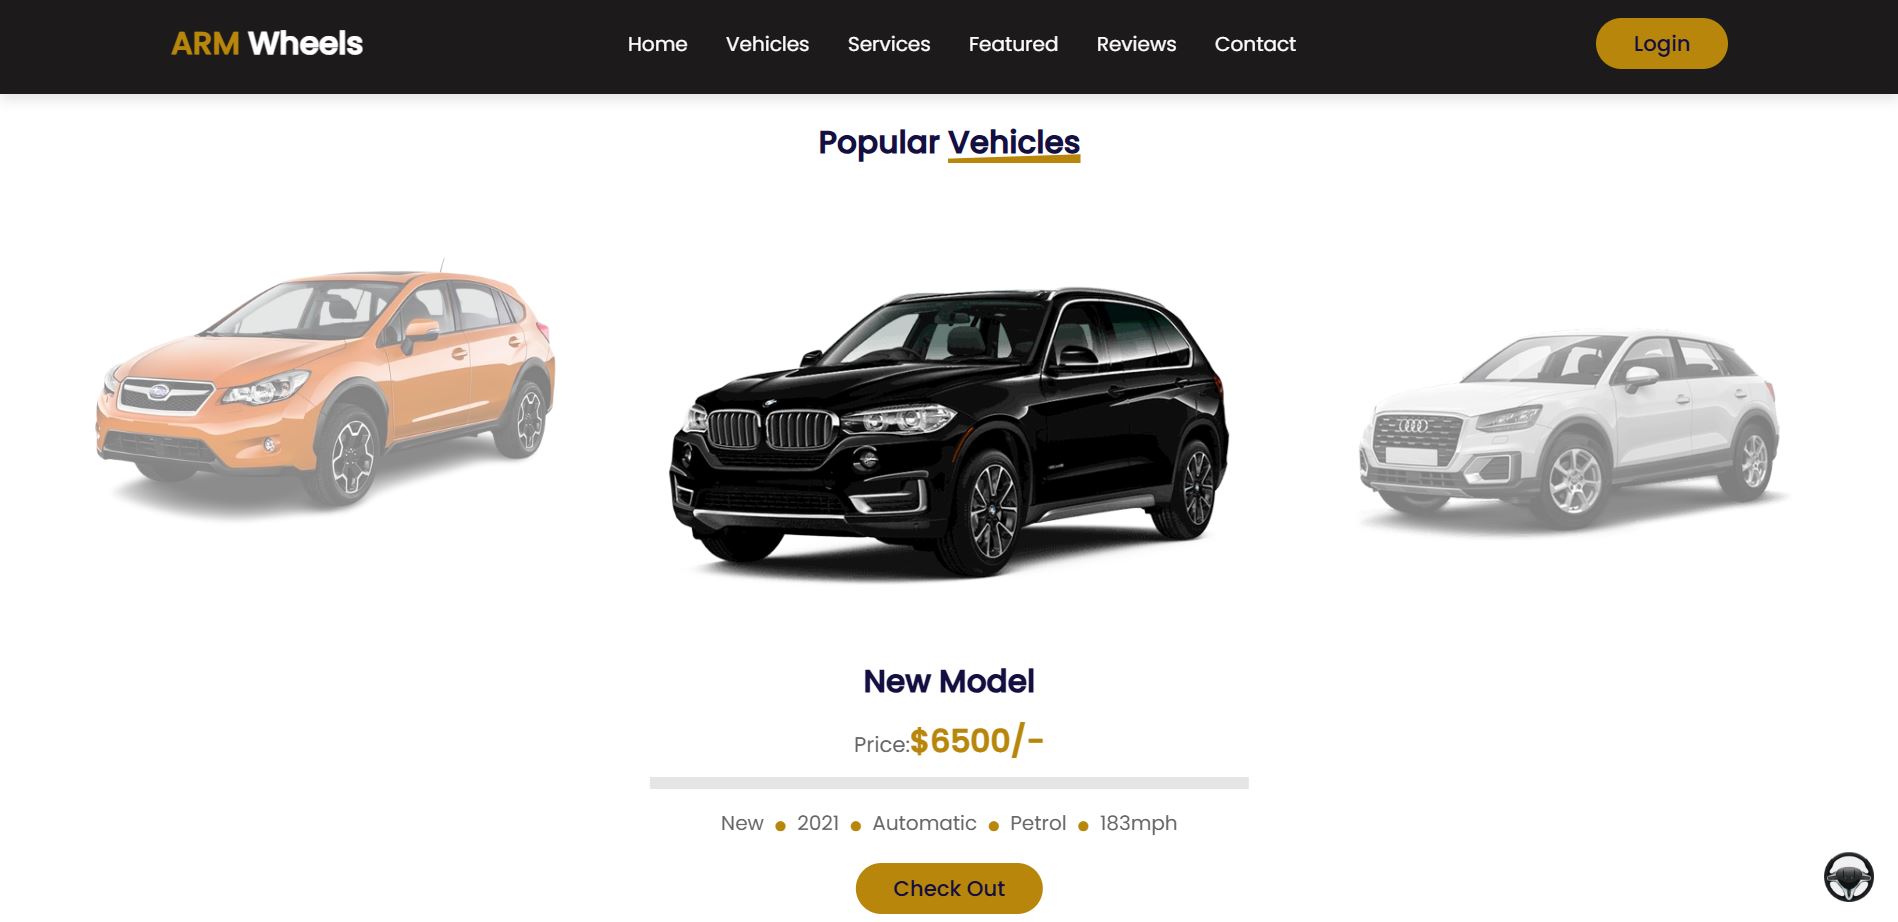 ARM Wheels
Home Vehicles Services Featured Reviews Contact
Login
Popular Vehicles
New Model
Price:$6500/-
New • 2021 • Automatic • Petrol • 183mph
Check Out